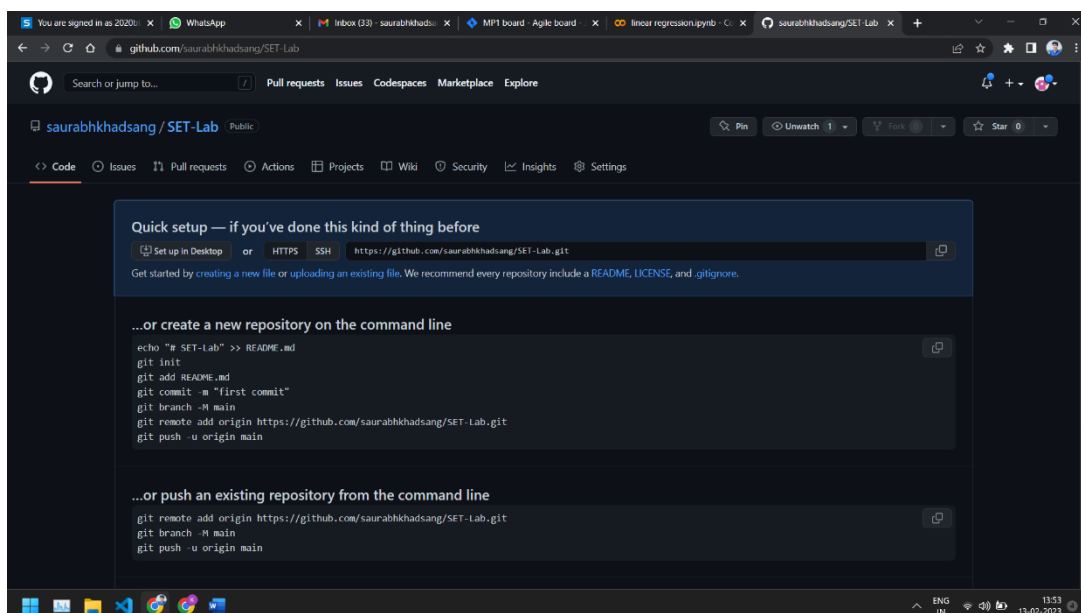 You are signed in as 2020b
WhatsApp
Inbox (33) - saurabhkhadsa
MP1 board - Agile board -
linear regression.ipynb - Co
saurabhkhadsang/SET-Lab
github.com/saurabhkhadsang/SET-Lab
Search or jump to...
/
Pull requests Issues Codespaces Marketplace Explore
saurabhkhadsang / SET-Lab Public
Pin
Unwatch 1
Fork 0
Star 0
<> Code Issues Pull requests Actions Projects Wiki Security Insights Settings
Quick setup — if you've done this kind of thing before
Set up in Desktop or HTTPS SSH https://github.com/saurabhkhadsang/SET-Lab.git
Get started by creating a new file or uploading an existing file. We recommend every repository include a README, LICENSE, and .gitignore.
...or create a new repository on the command line
echo "# SET-Lab" >> README.md
git init
git add README.md
git commit -m "first commit"
git branch -M main
git remote add origin https://github.com/saurabhkhadsang/SET-Lab.git
git push -u origin main
...or push an existing repository from the command line
git remote add origin https://github.com/saurabhkhadsang/SET-Lab.git
git branch -M main
git push -u origin main
ENG
IN
13:53
13-02-2023